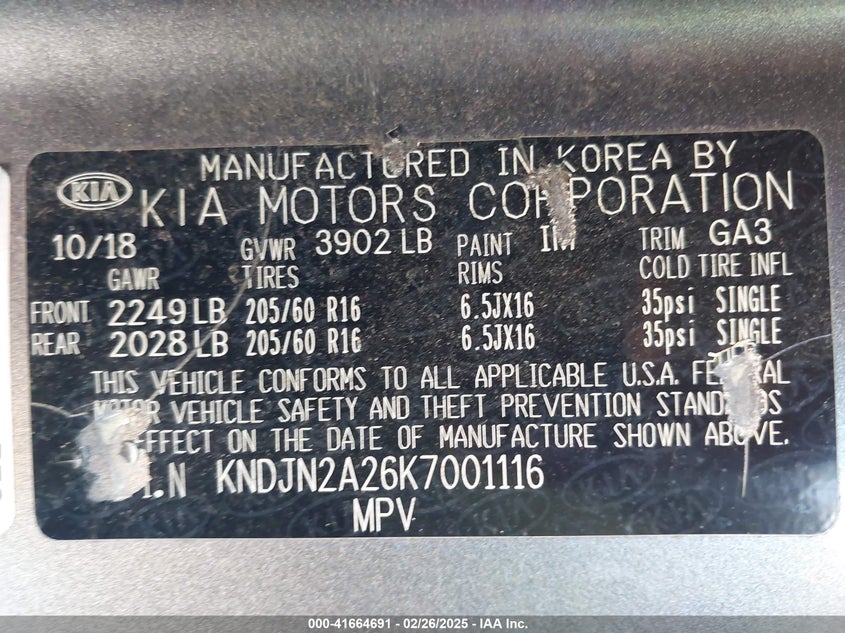 MANUFACTURED IN KOREA BY
KIA KIA MOTORS CORPORATION
10/18 GVWR 3902 LB PAINT TRIM GA3
GAWR TIRES RIMS COLD TIRE INFL
FRONT 2249 LB 205/60 R16 6.5JX16 35psi SINGLE
REAR 2028 LB 205/60 R16 6.5JX16 35psi SINGLE
THIS VEHICLE CONFORMS TO ALL APPLICABLE U.S.A. FEDERAL
MOTOR VEHICLE SAFETY AND THEFT PREVENTION STANDARDS
EFFECT ON THE DATE OF MANUFACTURE SHOWN ABOVE.
I.N KNDJN2A26K7001116
MPV
000-41664691 - 02/26/2025 - IAA Inc.